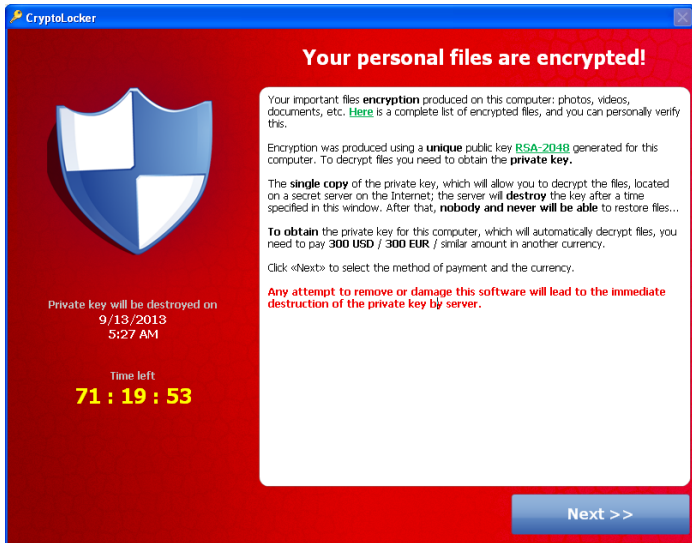 CryptoLocker
Your personal files are encrypted!
Your important files encryption produced on this computer: photos, videos,
documents, etc. Here is a complete list of encrypted files, and you can personally verify
this.
Encryption was produced using a unique public key RSA-2048 generated for this
computer. To decrypt files you need to obtain the private key.
The single copy of the private key, which will allow you to decrypt the files, located
on a secret server on the Internet; the server will destroy the key after a time
specified in this window. After that, nobody and never will be able to restore files...
To obtain the private key for this computer, which will automatically decrypt files, you
need to pay 300 USD / 300 EUR / similar amount in another currency.
Click «Next» to select the method of payment and the currency.
Any attempt to remove or damage this software will lead to the immediate
destruction of the private key by server.
Private key will be destroyed on
9/13/2013
5:27 AM
Time left
71 : 19 : 53
Next >>